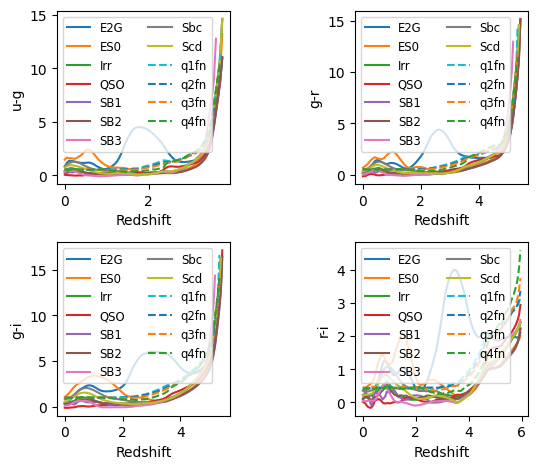 u-g
15
10
5
0
E2G Sbc
ES0 Scd
Irr q1fn
QSO q2fn
SB1 q3fn
SB2 q4fn
SB3
0 2
Redshift
g-r
15
10
5
0
E2G Sbc
ES0 Scd
Irr q1fn
QSO q2fn
SB1 q3fn
SB2 q4fn
SB3
0 2 4
Redshift
g-i
15
10
5
0
E2G Sbc
ES0 Scd
Irr q1fn
QSO q2fn
SB1 q3fn
SB2 q4fn
SB3
0 2 4
Redshift
r-i
4
3
2
1
0
E2G Sbc
ES0 Scd
Irr q1fn
QSO q2fn
SB1 q3fn
SB2 q4fn
SB3
0 2 4 6
Redshift